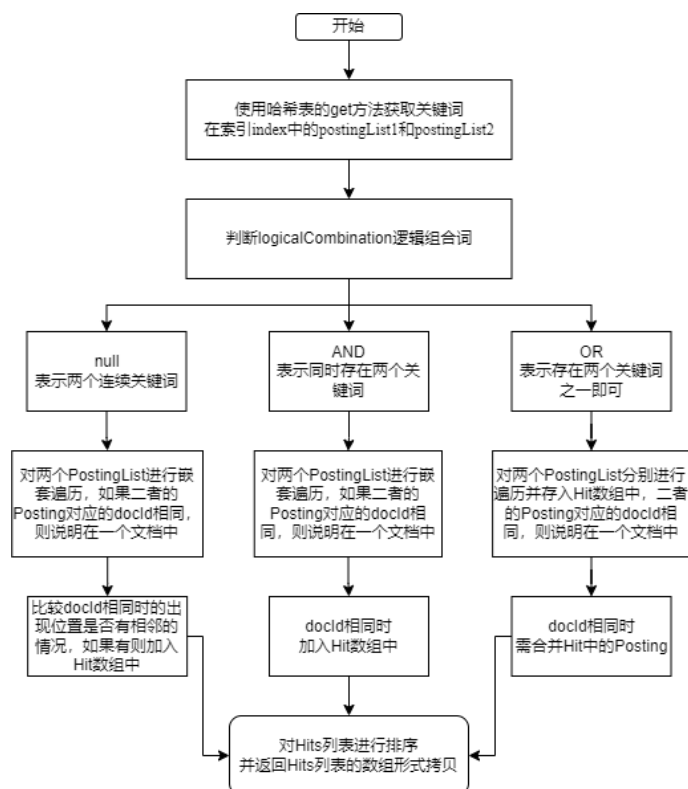 开始
使用哈希表的get方法获取关键词
在索引index中的postingList1和postingList2
判断logicalCombination逻辑组合词
null
表示两个连续关键词
AND
表示同时存在两个关
键词
OR
表示存在两个关键词
之一即可
对两个PostingList进行嵌
套遍历，如果二者的
Posting对应的docId相同，
则说明在一个文档中
对两个PostingList进行嵌
套遍历，如果二者的
Posting对应的docId相
同，则说明在一个文档中
对两个PostingList分别进行
遍历并存入Hit数组中，二者
的Posting对应的docId相
同，则说明在一个文档中
比较docId相同时的出
现位置是否有相邻的
情况，如果有则加入
Hit数组中
docId相同时
加入Hit数组中
docId相同时
需合并Hit中的Posting
对Hits列表进行排序
并返回Hits列表的数组形式拷贝